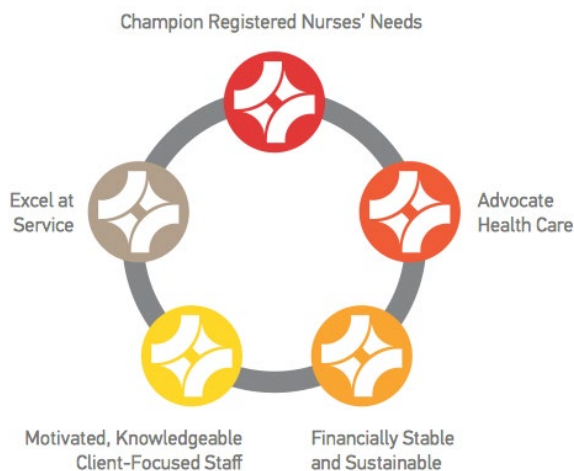 Champion Registered Nurses' Needs
Excel at
Service
Advocate
Health Care
Motivated, Knowledgeable
Client-Focused Staff
Financially Stable
and Sustainable